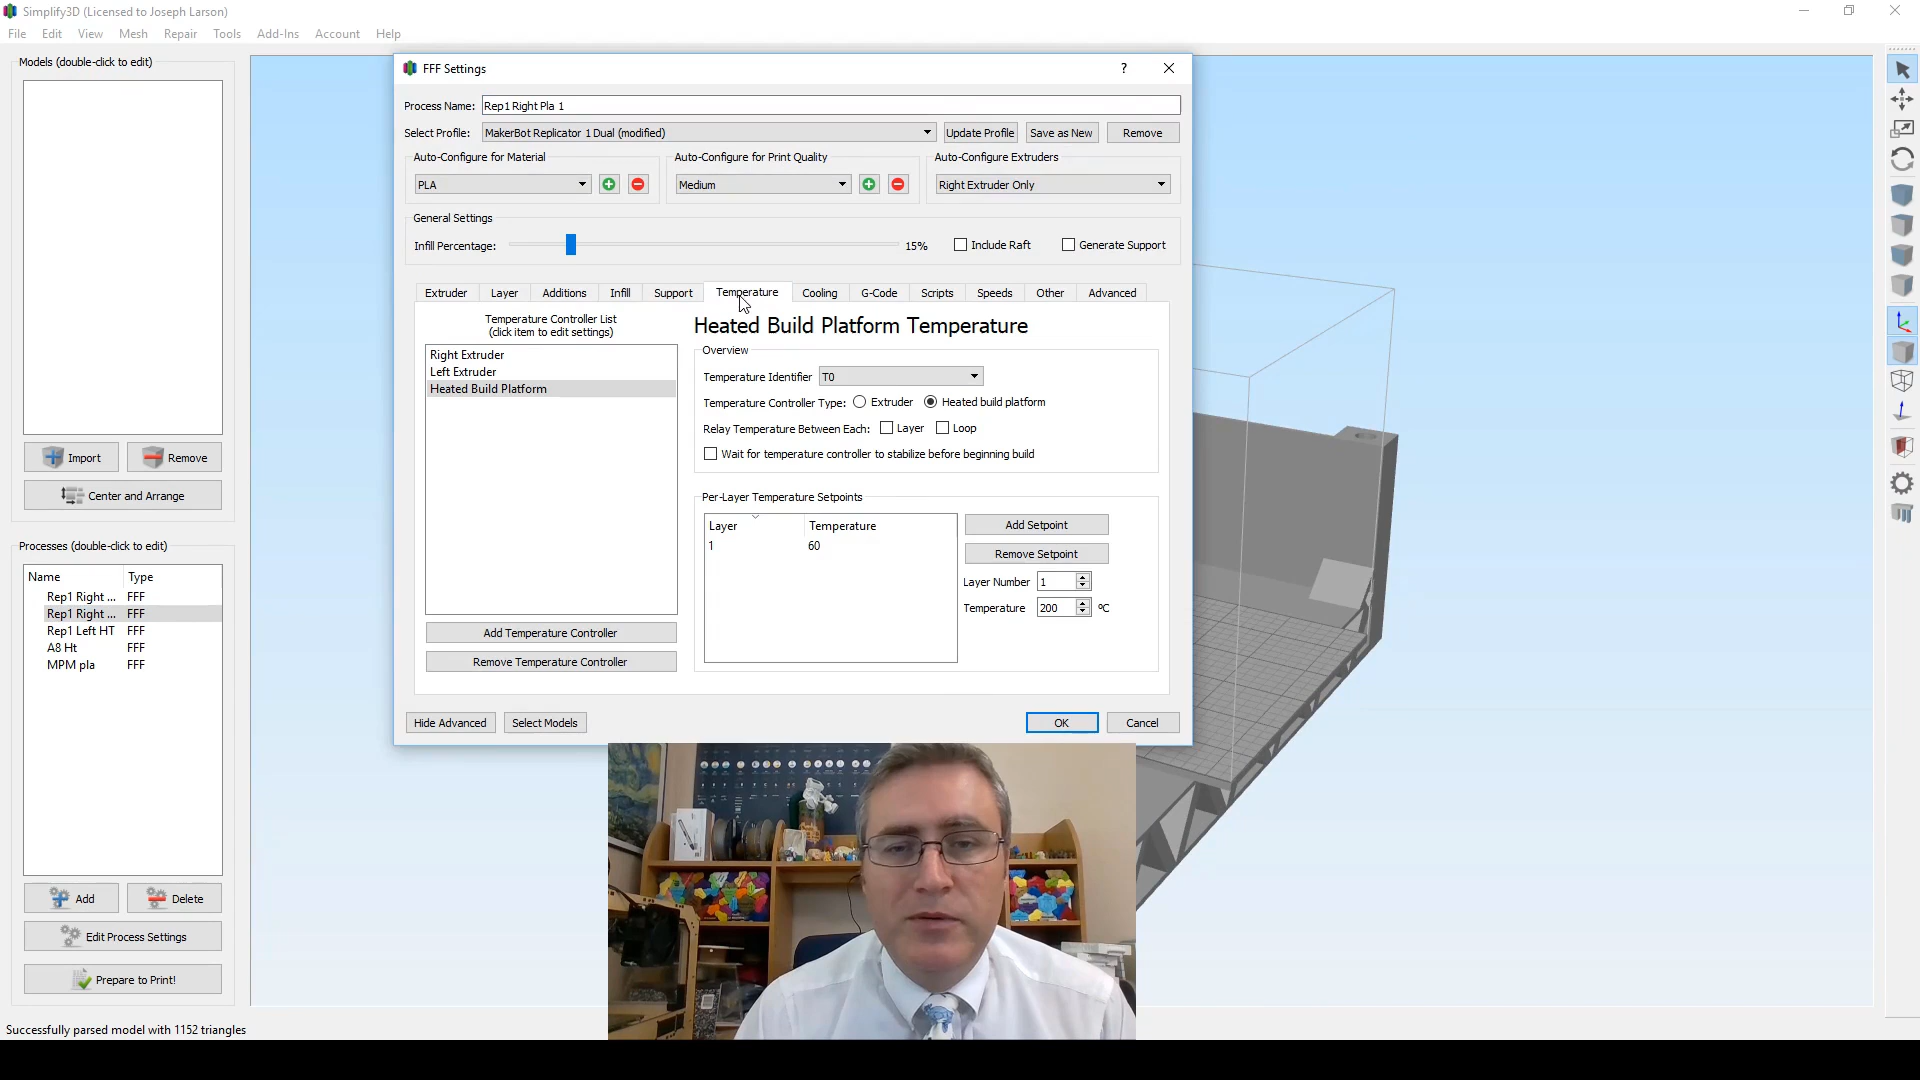 Simplify3D (Licensed to Joseph Larson)
File Edit View Mesh Repair Tools Add-Ins Account Help
Models (double-click to edit)
Import Remove
Center and Arrange
Processes (double-click to edit)
Name Type
Rep1 Right ... FFF
Rep1 Right ... FFF
Rep1 Left HT FFF
A8 Ht FFF
MPM pla FFF
Add Delete
Edit Process Settings
Prepare to Print!
Successfully parsed model with 1152 triangles
FFF Settings ?
Process Name: Rep1 Right Pla 1
Select Profile: MakerBot Replicator 1 Dual (modified) Update Profile Save as New Remove
Auto-Configure for Material Auto-Configure for Print Quality Auto-Configure Extruders
PLA Medium Right Extruder Only
General Settings
Infill Percentage: 15% Include Raft Generate Support
Extruder Layer Additions Infill Support Temperature Cooling G-Code Scripts Speeds Other Advanced
Temperature Controller List
(click item to edit settings)
Right Extruder
Left Extruder
Heated Build Platform
Add Temperature Controller
Remove Temperature Controller
Heated Build Platform Temperature
Overview
Temperature Identifier T0
Temperature Controller Type: Extruder Heated build platform
Relay Temperature Between Each: Layer Loop
Wait for temperature controller to stabilize before beginning build
Per-Layer Temperature Setpoints
Layer Temperature
1 60
Add Setpoint
Remove Setpoint
Layer Number 1
Temperature 200 ºC
Hide Advanced Select Models OK Cancel